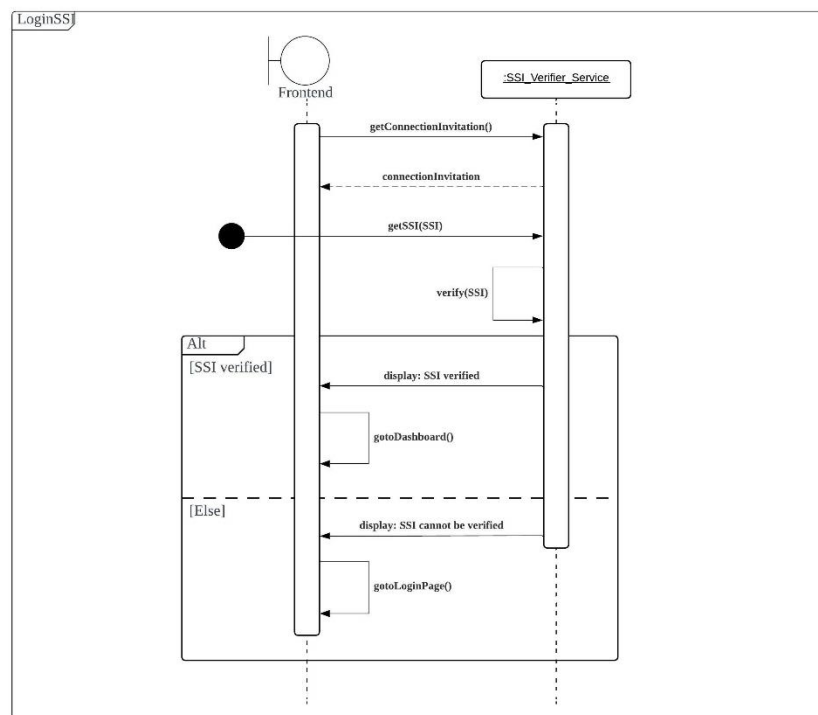 LoginSSI
Frontend
:SSI_Verifier_Service
getConnectionInvitation()
connectionInvitation
getSSI(SSI)
verify(SSI)
Alt
[SSI verified]
display: SSI verified
gotoDashboard()
[Else]
display: SSI cannot be verified
gotoLoginPage()